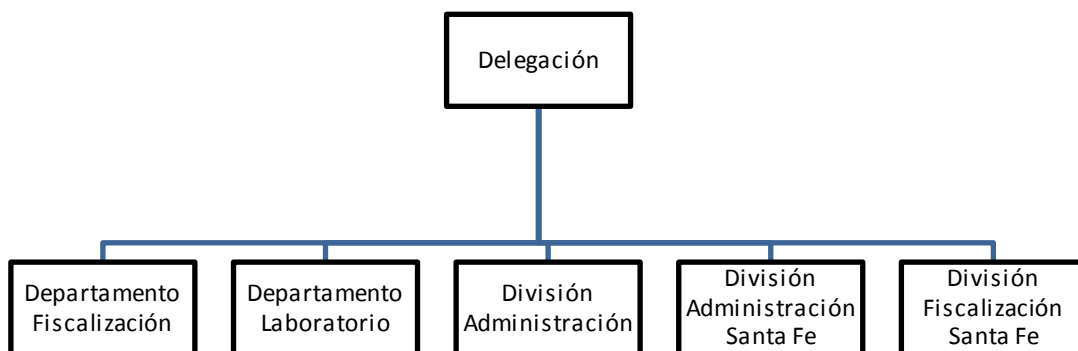 Delegación
Departamento
Fiscalización
Departamento
Laboratorio
División
Administración
División
Administración
Santa Fe
División
Fiscalización
Santa Fe